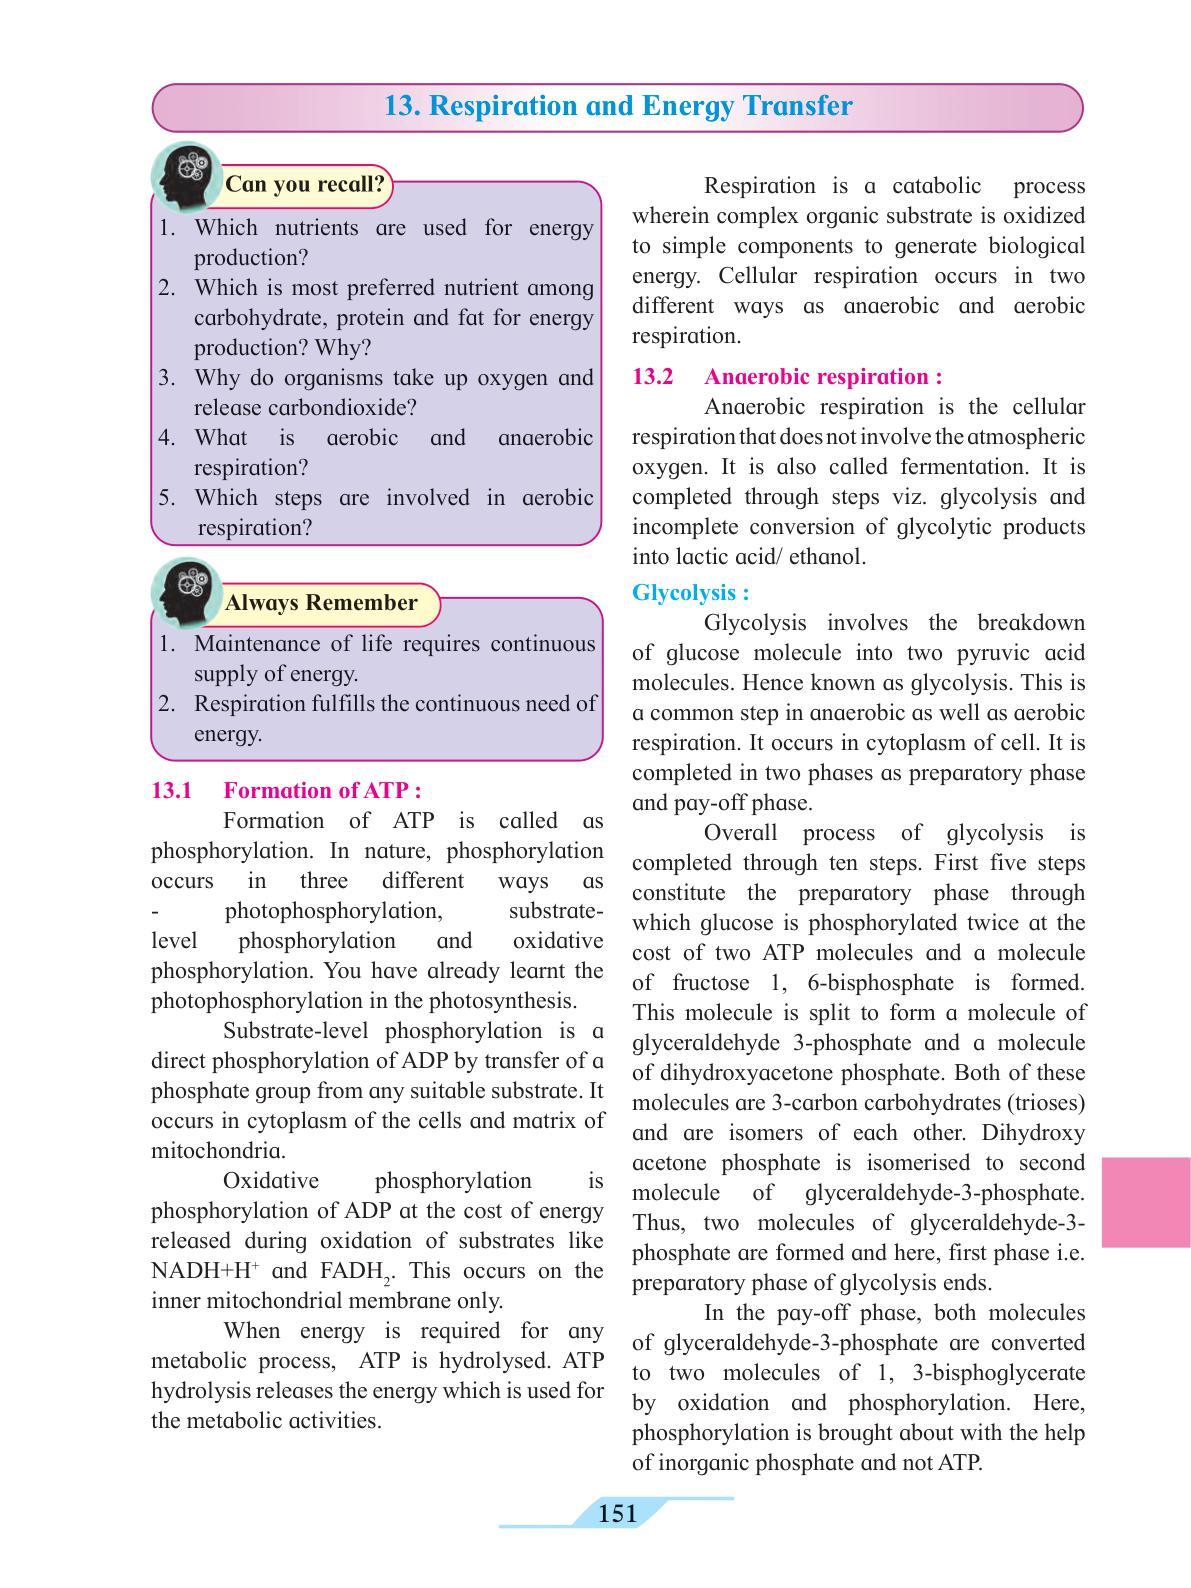 13. Respiration and Energy Transfer
Can you recall?
1. Which nutrients are used for energy
production?
2. Which is most preferred nutrient among
carbohydrate, protein and fat for energy
production? Why?
3. Why do organisms take up oxygen and
release carbondioxide?
4. What is aerobic and anaerobic
respiration?
5. Which steps are involved in aerobic
respiration?
Always Remember
1. Maintenance of life requires continuous
supply of energy.
2. Respiration fulfills the continuous need of
energy.
13.1 Formation of ATP :
Formation of ATP is called as
phosphorylation. In nature, phosphorylation
occurs in three different ways as
- photophosphorylation, substrate-
level phosphorylation and oxidative
phosphorylation. You have already learnt the
photophosphorylation in the photosynthesis.
Substrate-level phosphorylation is a
direct phosphorylation of ADP by transfer of a
phosphate group from any suitable substrate. It
occurs in cytoplasm of the cells and matrix of
mitochondria.
Oxidative phosphorylation is
phosphorylation of ADP at the cost of energy
released during oxidation of substrates like
NADH+H⁺ and FADH₂. This occurs on the
inner mitochondrial membrane only.
When energy is required for any
metabolic process, ATP is hydrolysed. ATP
hydrolysis releases the energy which is used for
the metabolic activities.
Respiration is a catabolic process
wherein complex organic substrate is oxidized
to simple components to generate biological
energy. Cellular respiration occurs in two
different ways as anaerobic and aerobic
respiration.
13.2 Anaerobic respiration :
Anaerobic respiration is the cellular
respiration that does not involve the atmospheric
oxygen. It is also called fermentation. It is
completed through steps viz. glycolysis and
incomplete conversion of glycolytic products
into lactic acid/ ethanol.
Glycolysis :
Glycolysis involves the breakdown
of glucose molecule into two pyruvic acid
molecules. Hence known as glycolysis. This is
a common step in anaerobic as well as aerobic
respiration. It occurs in cytoplasm of cell. It is
completed in two phases as preparatory phase
and pay-off phase.
Overall process of glycolysis is
completed through ten steps. First five steps
constitute the preparatory phase through
which glucose is phosphorylated twice at the
cost of two ATP molecules and a molecule
of fructose 1, 6-bisphosphate is formed.
This molecule is split to form a molecule of
glyceraldehyde 3-phosphate and a molecule
of dihydroxyacetone phosphate. Both of these
molecules are 3-carbon carbohydrates (trioses)
and are isomers of each other. Dihydroxy
acetone phosphate is isomerised to second
molecule of glyceraldehyde-3-phosphate.
Thus, two molecules of glyceraldehyde-3-
phosphate are formed and here, first phase i.e.
preparatory phase of glycolysis ends.
In the pay-off phase, both molecules
of glyceraldehyde-3-phosphate are converted
to two molecules of 1, 3-bisphoglycerate
by oxidation and phosphorylation. Here,
phosphorylation is brought about with the help
of inorganic phosphate and not ATP.
151